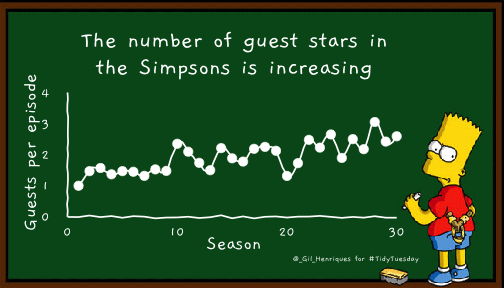 The number of guest stars in
the Simpsons is increasing
Guests per episode
4
3
2
1
0
0 10 20 30
Season
@_Gil_Henriques for #TidyTuesday